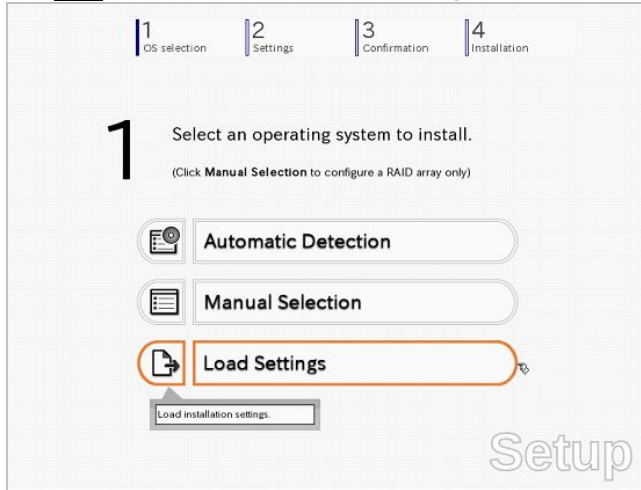 1 2 3 4
OS selection Settings Confirmation Installation
1
Select an operating system to install.
(Click Manual Selection to configure a RAID array only)
Automatic Detection
Manual Selection
Load Settings
Load installation settings.
Setup